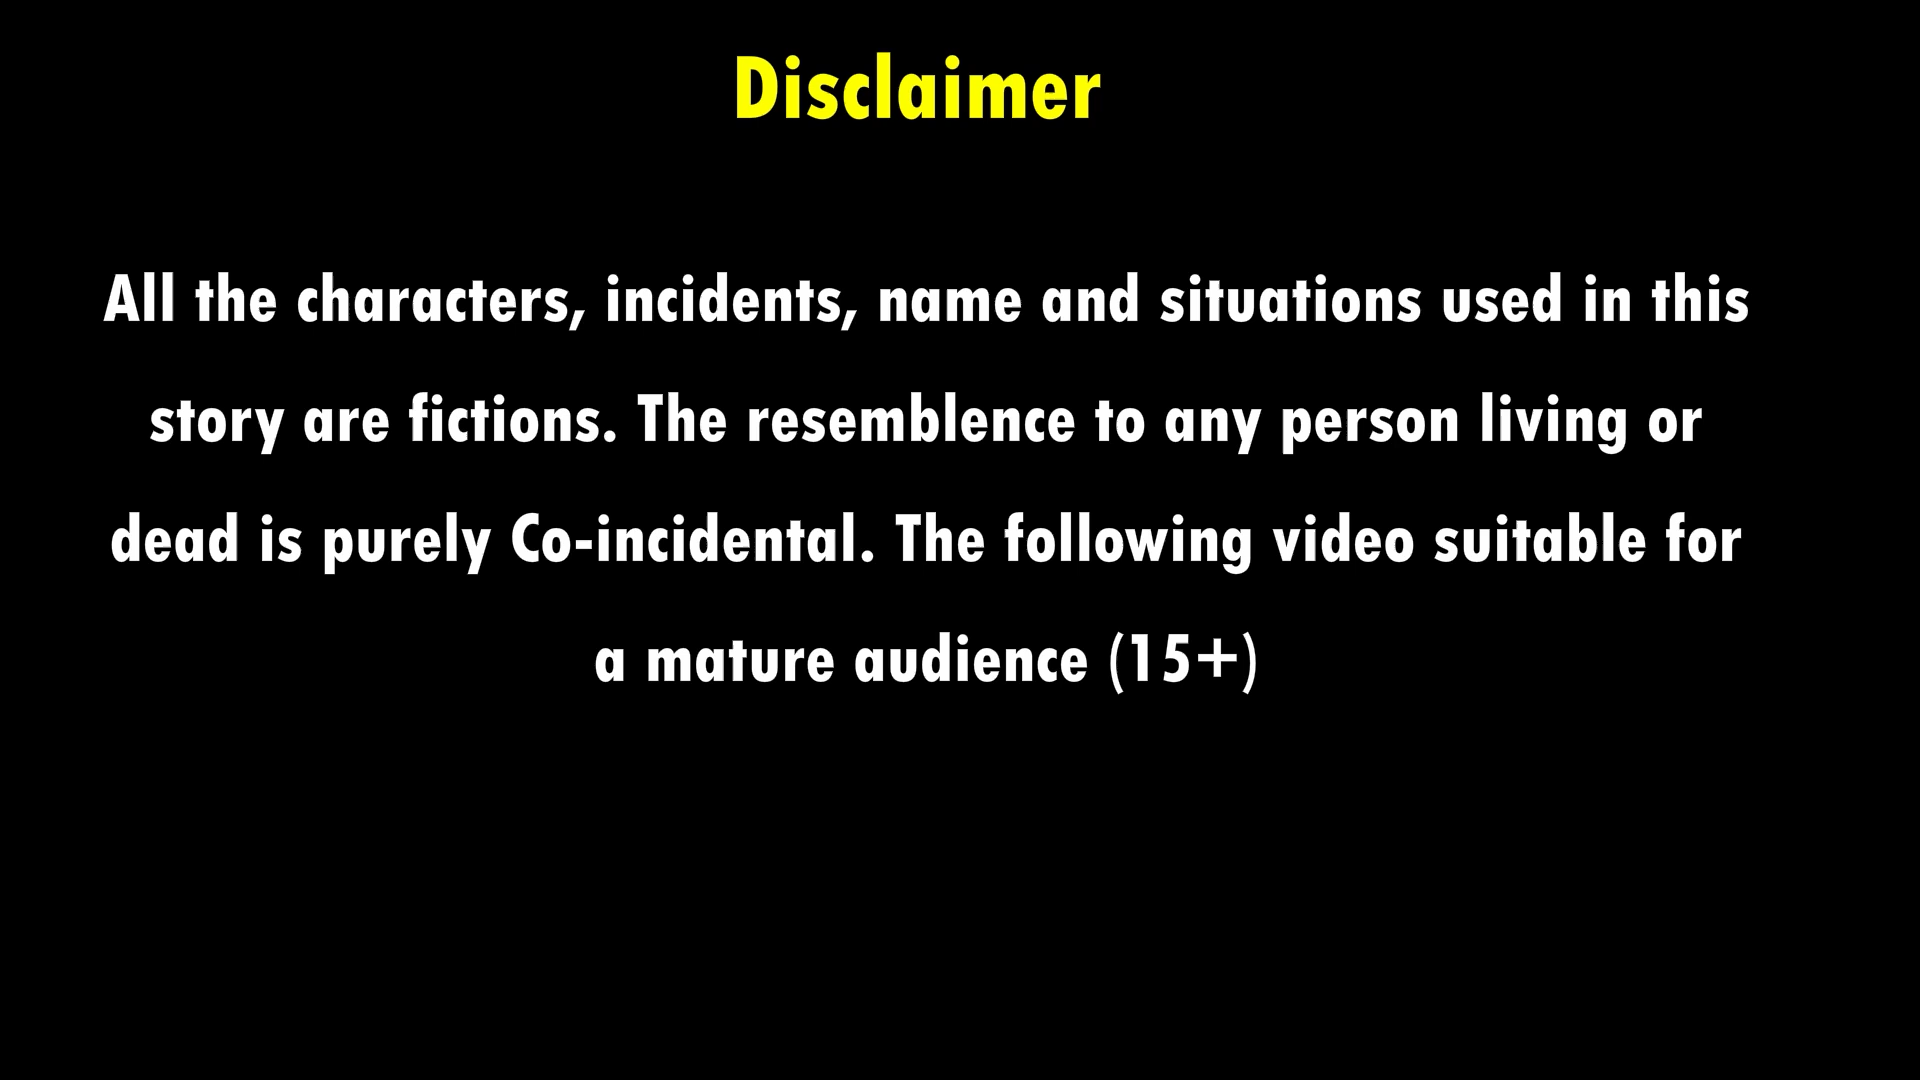 Disclaimer
All the characters, incidents, name and situations used in this
story are fictions. The resemblence to any person living or
dead is purely Co-incidental. The following video suitable for
a mature audience (15+)